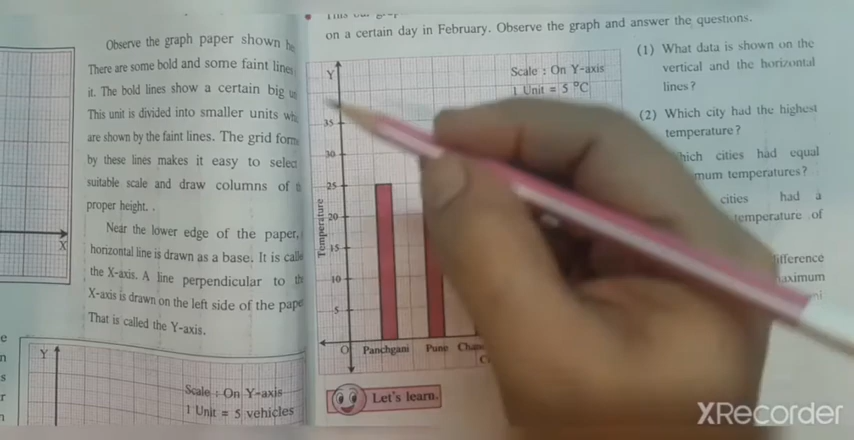 Observe the graph paper shown
There are some bold and some faint lines
it. The bold lines show a certain big
This unit is divided into smaller units
are shown by the faint lines. The grid
by these lines makes it easy to select
suitable scale and draw columns of
proper height. .
Near the lower edge of the paper,
horizontal line is drawn as a base. It is
the X-axis. A line perpendicular to
X-axis is drawn on the left side of the
That is called the Y-axis.
X
Y
Scale : On Y-axis
1 Unit = 5 vehicles
on a certain day in February. Observe the graph and answer the questions.
Y
Scale : On Y-axis
1 Unit = 5 °C
35
30
25
20
15
10
5
Temperature
O Panchgani Pune
Let's learn.
(1) What data is shown on the
vertical and the horizontal
lines?
(2) Which city had the highest
temperature?
cities had equal
temperatures?
cities had a
temperature of
XRecorder